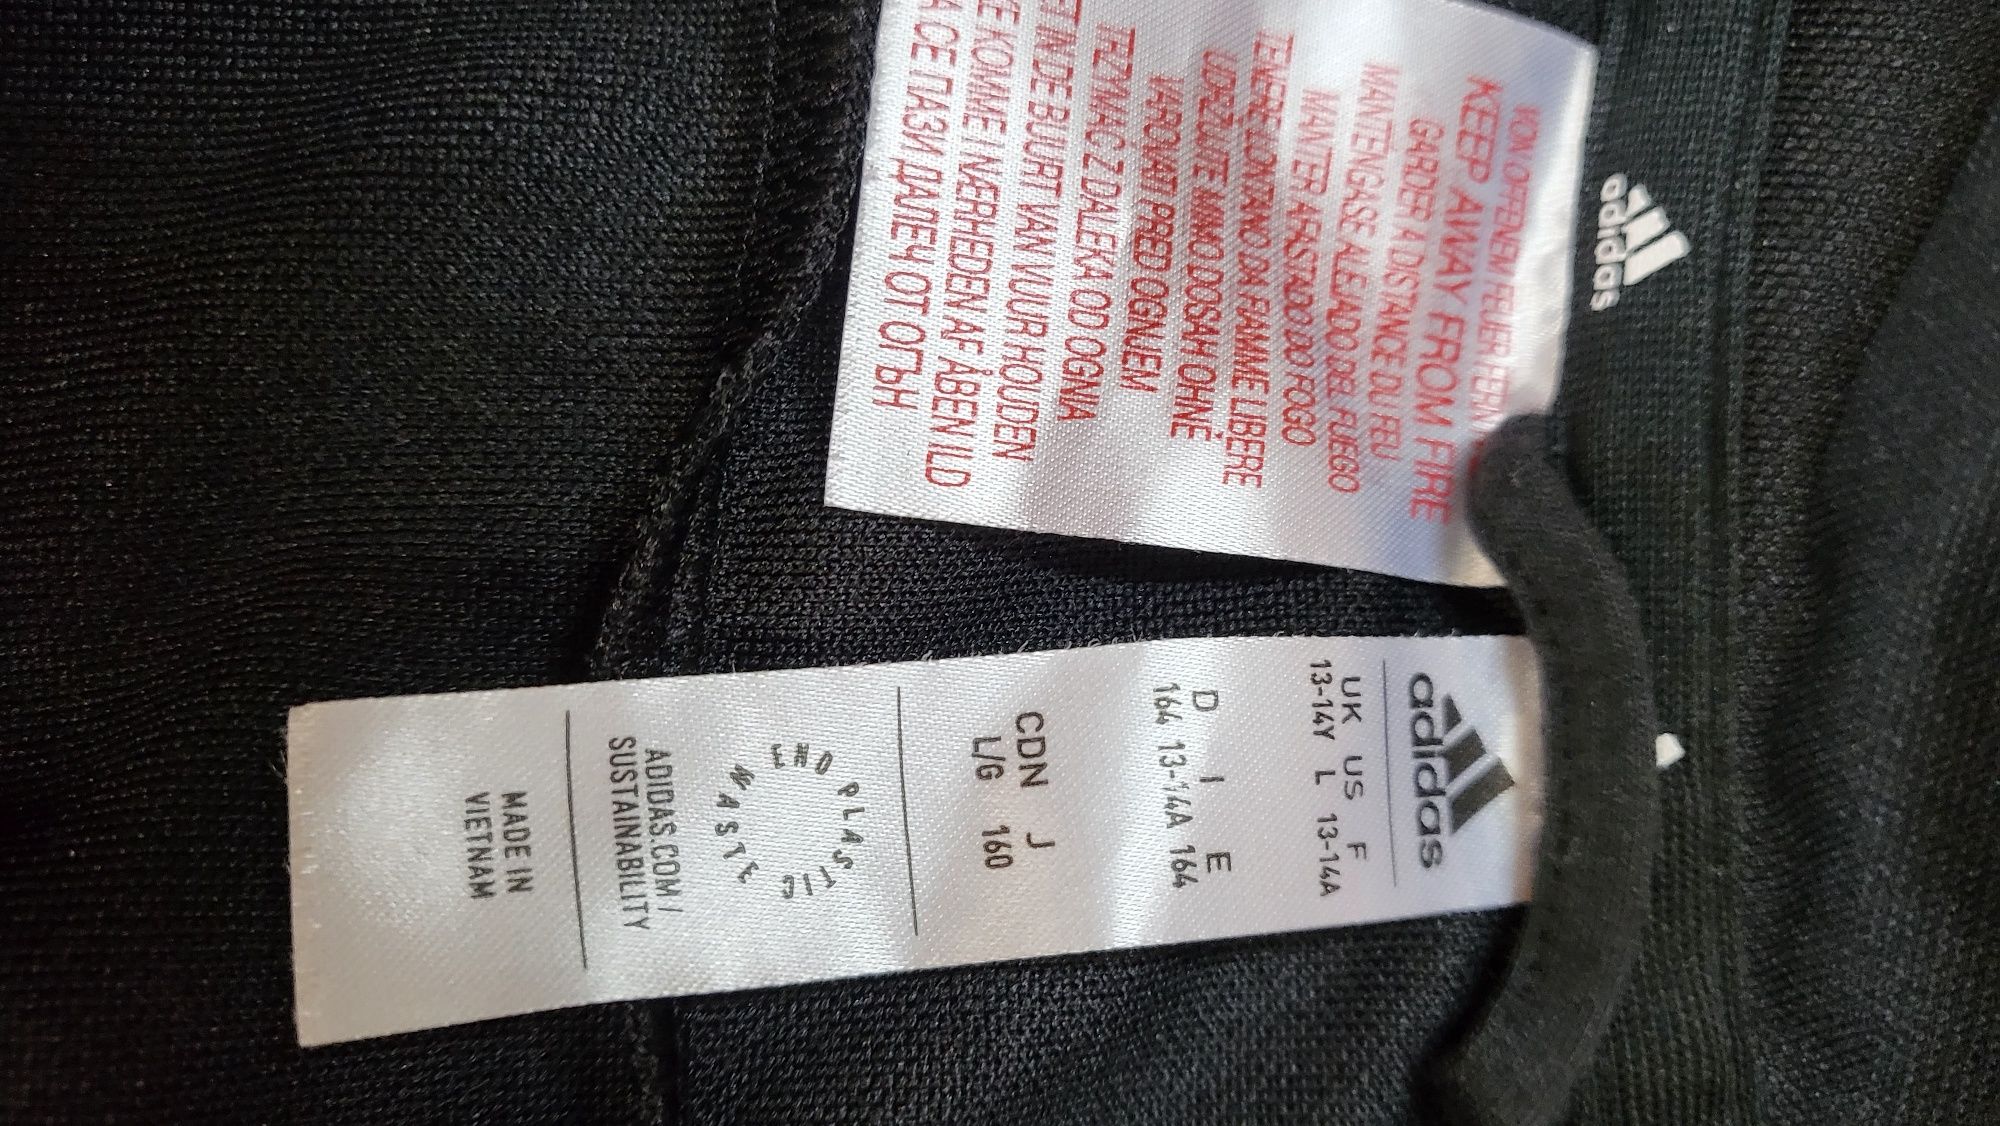 VON OFFENEM FEUER FERN
KEEP AWAY FROM FIRE
GARDER A DISTANCE DU FEU
MANTENGASE ALEJADO DEL FUEGO
MANTER AFASTADO DO FOGO
TENERE LONTANO DA FIAMME LIBERE
UDRŽUJTE MIMO DOSAH OHNĚ
VAROVATI PRED OGNJEM
TRZYMAĆ Z DALEKA OD OGNIA
IN DE BUURT VAN VUUR HOUDEN
KOMME I NÆRHEDEN AF ÅBEN ILD
СЕ ПАЗИ ДАЛЕЧ ОТ ОГЪН
adidas
adidas
UK US F
13-14Y L 13-14A
D I E
164 13-14A 164
CDN J
L/G 160
END PLASTIC
WASTE
ADIDAS.COM /
SUSTAINABILITY
MADE IN
VIETNAM